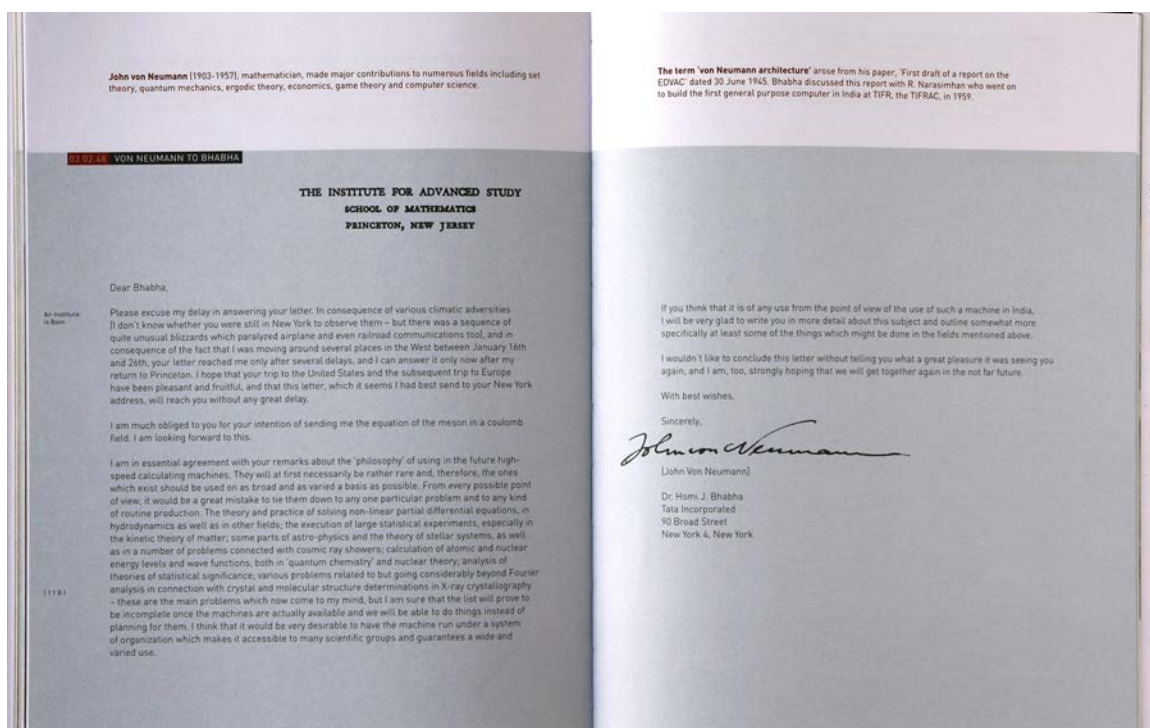 John von Neumann (1903-1957), mathematician, made major contributions to numerous fields including set
theory, quantum mechanics, ergodic theory, economics, game theory and computer science.
03.02.48 VON NEUMANN TO BHABHA
THE INSTITUTE FOR ADVANCED STUDY
SCHOOL OF MATHEMATICS
PRINCETON, NEW JERSEY
Dear Bhabha,
An Institute
is Born
Please excuse my delay in answering your letter. In consequence of various climatic adversities
(I don't know whether you were still in New York to observe them – but there was a sequence of
quite unusual blizzards which paralyzed airplane and even railroad communications too), and in
consequence of the fact that I was moving around several places in the West between January 16th
and 26th, your letter reached me only after several delays, and I can answer it only now after my
return to Princeton. I hope that your trip to the United States and the subsequent trip to Europe
have been pleasant and fruitful, and that this letter, which it seems I had best send to your New York
address, will reach you without any great delay.
I am much obliged to you for your intention of sending me the equation of the meson in a coulomb
field. I am looking forward to this.
I am in essential agreement with your remarks about the 'philosophy' of using in the future high-
speed calculating machines. They will at first necessarily be rather rare and, therefore, the ones
which exist should be used on as broad and as varied a basis as possible. From every possible point
of view, it would be a great mistake to tie them down to any one particular problem and to any kind
of routine production. The theory and practice of solving non-linear partial differential equations, in
hydrodynamics as well as in other fields; the execution of large statistical experiments, especially in
the kinetic theory of matter; some parts of astro-physics and the theory of stellar systems, as well
as in a number of problems connected with cosmic ray showers; calculation of atomic and nuclear
energy levels and wave functions, both in 'quantum chemistry' and nuclear theory; analysis of
theories of statistical significance; various problems related to but going considerably beyond Fourier
analysis in connection with crystal and molecular structure determinations in X-ray crystallography
– these are the main problems which now come to my mind, but I am sure that the list will prove to
be incomplete once the machines are actually available and we will be able to do things instead of
planning for them. I think that it would be very desirable to have the machine run under a system
of organization which makes it accessible to many scientific groups and guarantees a wide and
varied use.
The term 'von Neumann architecture' arose from his paper, 'First draft of a report on the
EDVAC' dated 30 June 1945. Bhabha discussed this report with R. Narasimhan who went on
to build the first general purpose computer in India at TIFR, the TIFRAC, in 1959.
If you think that it is of any use from the point of view of the use of such a machine in India,
I will be very glad to write you in more detail about this subject and outline somewhat more
specifically at least some of the things which might be done in the fields mentioned above.
I wouldn't like to conclude this letter without telling you what a great pleasure it was seeing you
again, and I am, too, strongly hoping that we will get together again in the not far future.
With best wishes,
Sincerely,
John von Neumann
(John Von Neumann)
Dr. Homi J. Bhabha
Tata Incorporated
90 Broad Street
New York 4, New York